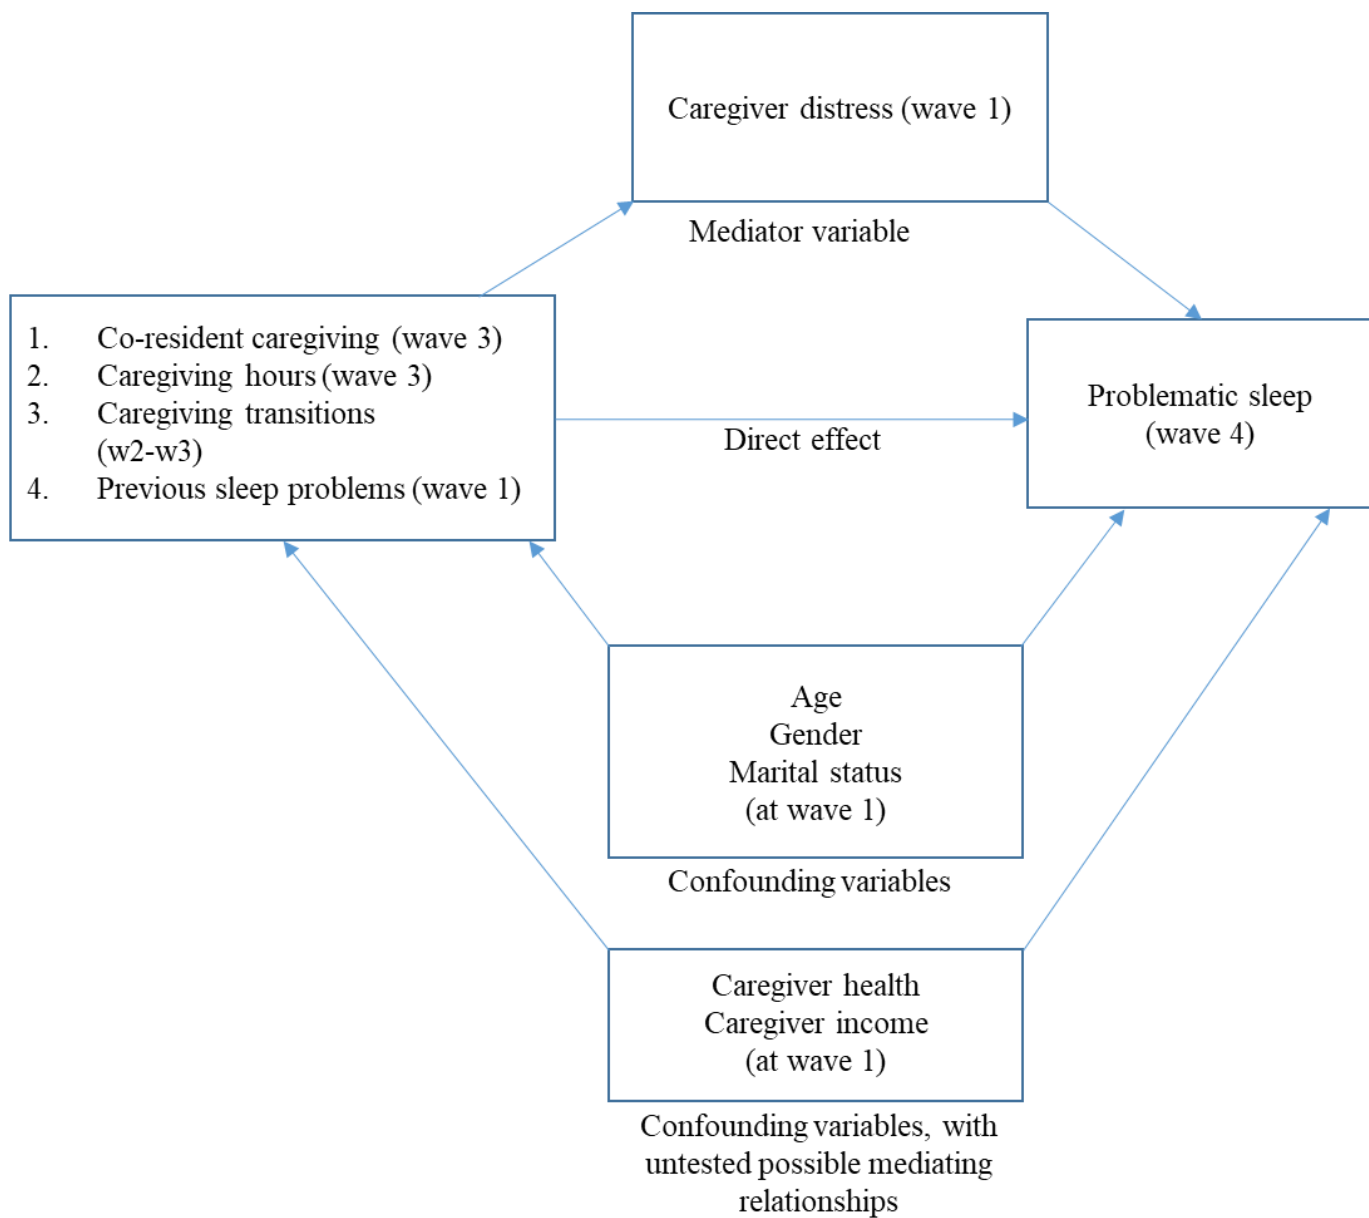 Caregiver distress (wave 1)
Mediator variable
1. Co-resident caregiving (wave 3)
2. Caregiving hours (wave 3)
3. Caregiving transitions
(w2-w3)
4. Previous sleep problems (wave 1)
Direct effect
Problematic sleep
(wave 4)
Age
Gender
Marital status
(at wave 1)
Confounding variables
Caregiver health
Caregiver income
(at wave 1)
Confounding variables, with
untested possible mediating
relationships